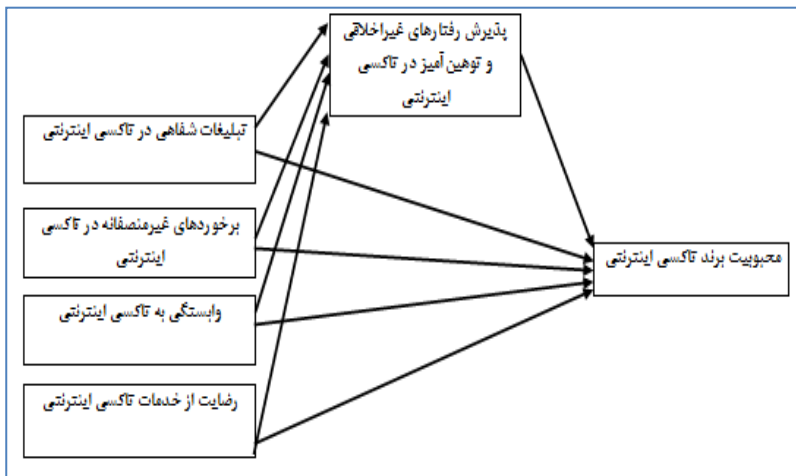 پذیرش رفتارهای غیراخلاقی
و توهین آمیز در تاکسی
اینترنتی
تبلیغات شفاهی در تاکسی اینترنتی
برخوردهای غیرمنصفانه در تاکسی
اینترنتی
محبوبیت برند تاکسی اینترنتی
وابستگی به تاکسی اینترنتی
رضایت از خدمات تاکسی اینترنتی